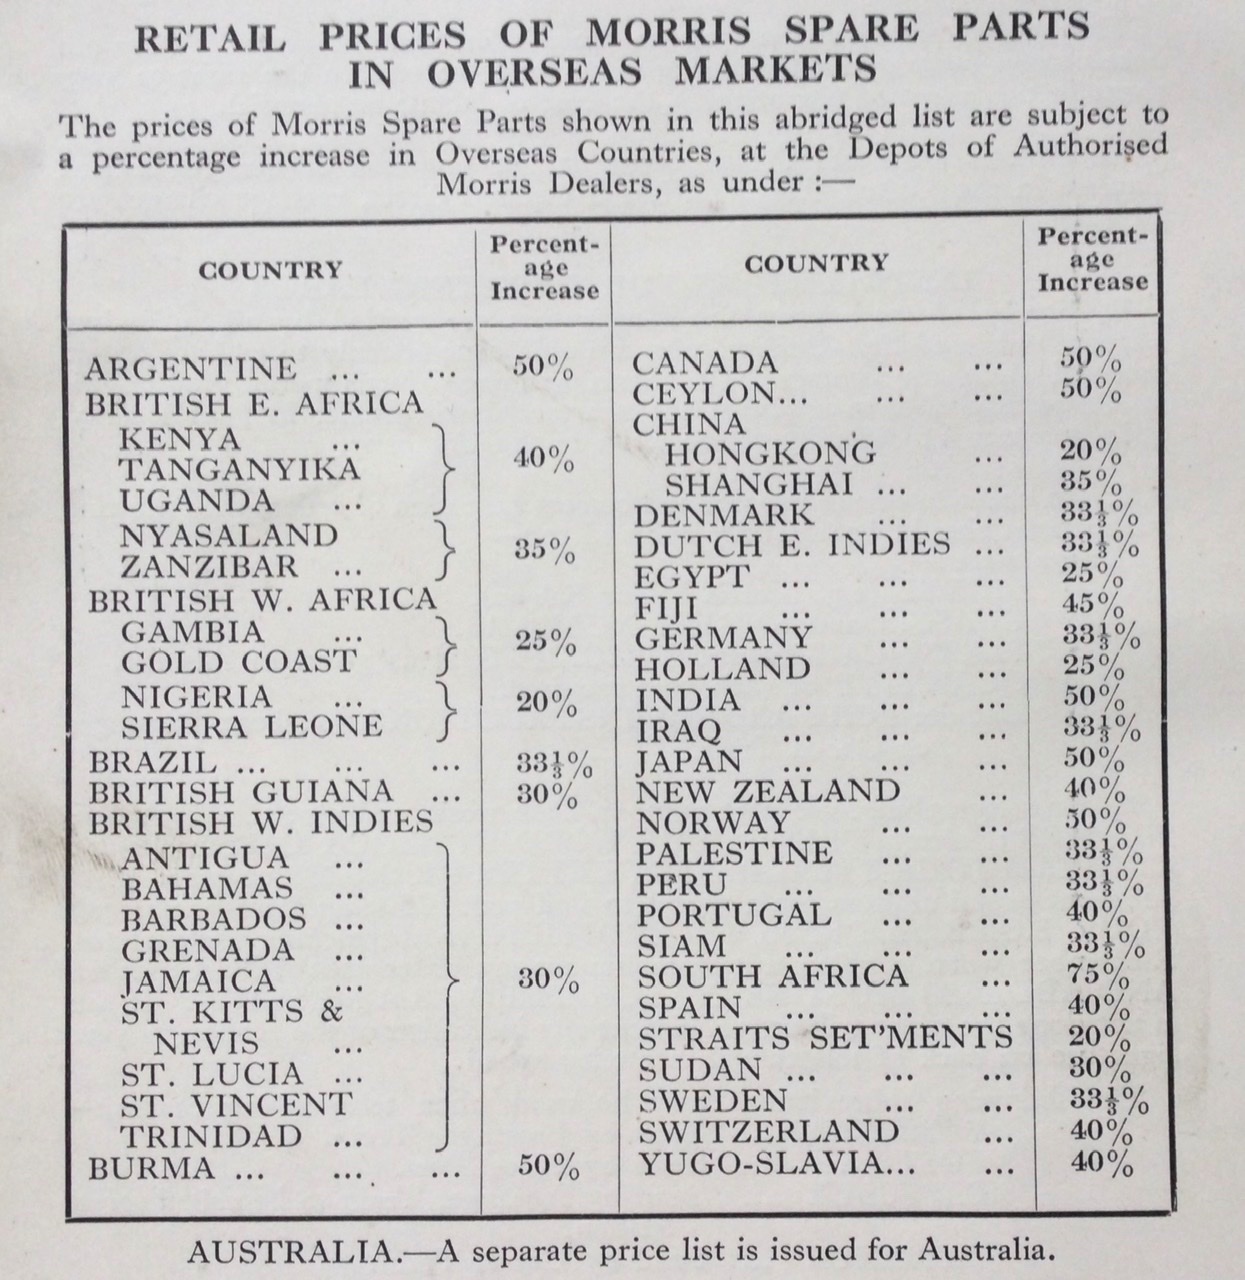 RETAIL PRICES OF MORRIS SPARE PARTS
IN OVERSEAS MARKETS
The prices of Morris Spare Parts shown in this abridged list are subject to
a percentage increase in Overseas Countries, at the Depots of Authorised
Morris Dealers, as under :—
COUNTRY
Percent-
age
Increase
ARGENTINE ... ... 50%
BRITISH E. AFRICA
KENYA ...
TANGANYIKA 40%
UGANDA ...
NYASALAND
ZANZIBAR ... 35%
BRITISH W. AFRICA
GAMBIA ...
GOLD COAST 25%
NIGERIA ...
SIERRA LEONE 20%
BRAZIL ... ... ... 33⅓%
BRITISH GUIANA ... 30%
BRITISH W. INDIES
ANTIGUA ...
BAHAMAS ...
BARBADOS ...
GRENADA ...
JAMAICA ... 30%
ST. KITTS &
NEVIS ...
ST. LUCIA ...
ST. VINCENT
TRINIDAD ...
BURMA ... ... ... 50%
COUNTRY
Percent-
age
Increase
CANADA ... ... 50%
CEYLON... ... ... 50%
CHINA
HONGKONG ... 20%
SHANGHAI ... ... 35%
DENMARK ... ... 33⅓%
DUTCH E. INDIES ... 33⅓%
EGYPT ... ... ... 25%
FIJI ... ... ... 45%
GERMANY ... ... 33⅓%
HOLLAND ... ... 25%
INDIA ... ... ... 50%
IRAQ ... ... ... 33⅓%
JAPAN ... ... ... 50%
NEW ZEALAND ... 40%
NORWAY ... ... 50%
PALESTINE ... ... 33⅓%
PERU ... ... ... 33⅓%
PORTUGAL ... ... 40%
SIAM ... ... ... 33⅓%
SOUTH AFRICA ... 75%
SPAIN ... ... ... 40%
STRAITS SET'MENTS 20%
SUDAN ... ... ... 30%
SWEDEN ... ... 33⅓%
SWITZERLAND ... 40%
YUGO-SLAVIA... ... 40%
AUSTRALIA.—A separate price list is issued for Australia.